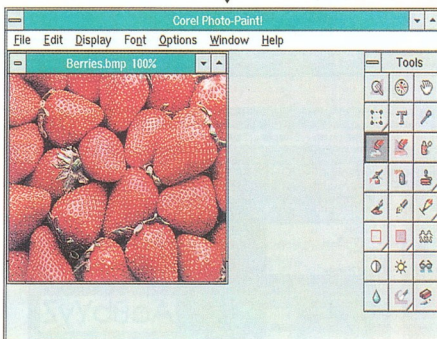 Corel Photo-Paint!
File Edit Display Font Options Window Help
Berries.bmp 100%
Tools
T